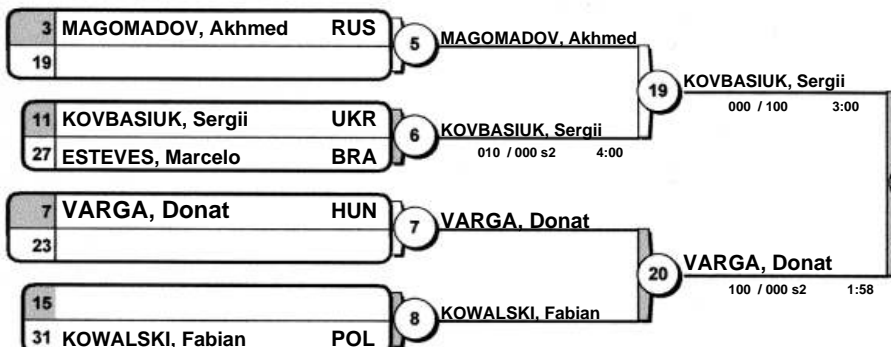 3 MAGOMADOV, Akhmed RUS
19
5
MAGOMADOV, Akhmed
11 KOVBASIUK, Sergii UKR
27 ESTEVES, Marcelo BRA
6
KOVBASIUK, Sergii
010 / 000 s2 4:00
19
KOVBASIUK, Sergii
000 / 100 3:00
7 VARGA, Donat HUN
23
7
VARGA, Donat
15
31 KOWALSKI, Fabian POL
8
KOWALSKI, Fabian
20
VARGA, Donat
100 / 000 s2 1:58